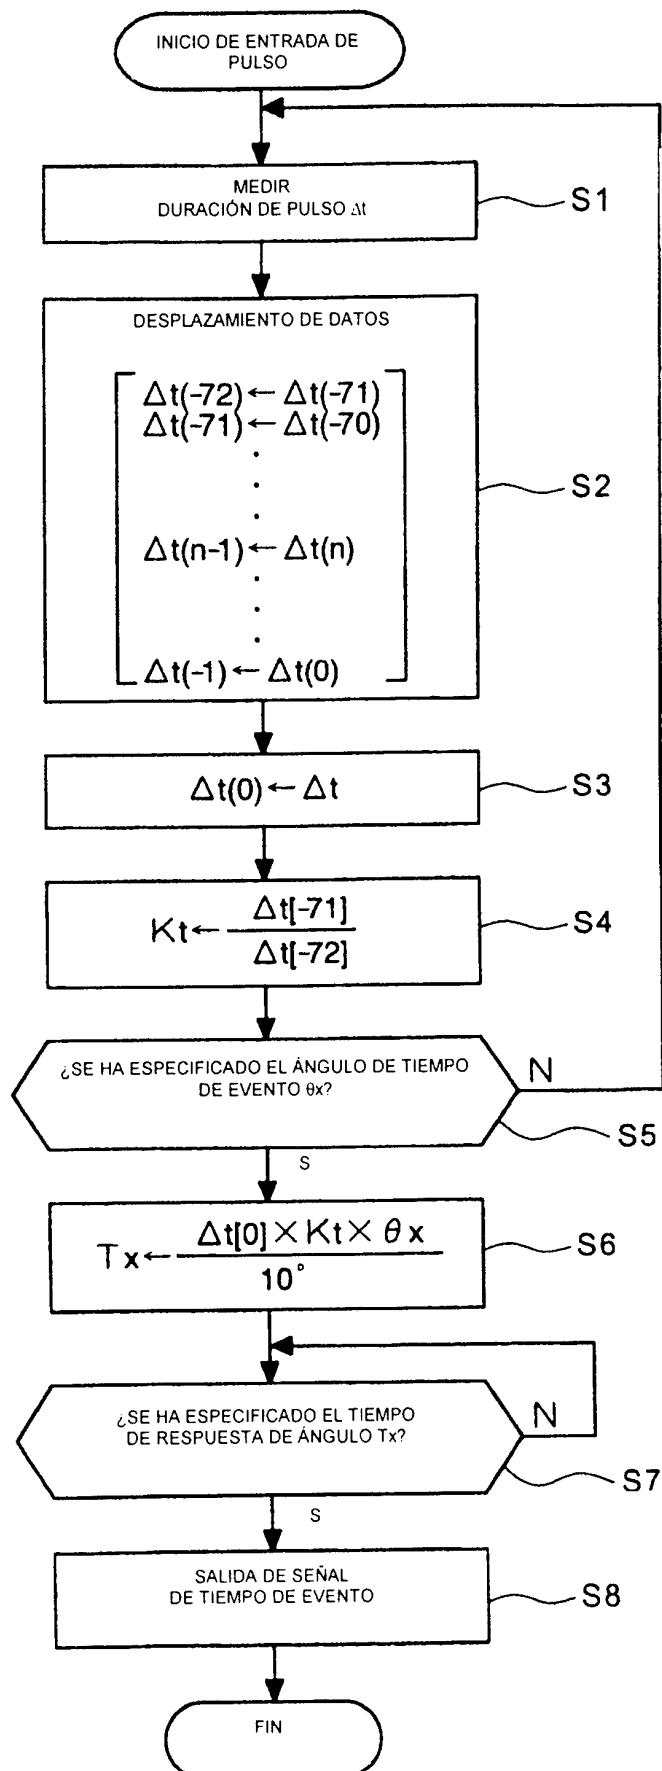 INICIO DE ENTRADA DE
PULSO
MEDIR
DURACIÓN DE PULSO Δt
S1
DESPLAZAMIENTO DE DATOS
Δt(-72)←Δt(-71)
Δt(-71)←Δt(-70)
.
.
.
Δt(n-1)←Δt(n)
.
.
.
Δt(-1)←Δt(0)
S2
Δt(0)←Δt
S3
Kt← Δt[-71]
Δt[-72]
S4
¿SE HA ESPECIFICADO EL ÁNGULO DE TIEMPO
DE EVENTO θx?
N
S5
S
Tx← Δt[0]×Kt×θx
10°
S6
¿SE HA ESPECIFICADO EL TIEMPO
DE RESPUESTA DE ÁNGULO Tx?
N
S7
S
SALIDA DE SEÑAL
DE TIEMPO DE EVENTO
S8
FIN